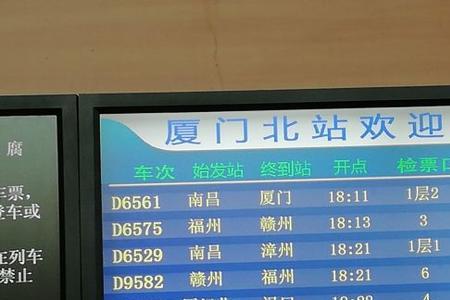 腐
车票,
登车或
在列车
禁止
厦门北站欢迎
车次 始发站 终到站 开点 检票口
D6561 南昌 厦门 18:11 1层2
D6575 福州 赣州 18:13 3
D6529 南昌 漳州 18:21 1层1
D9582 赣州 福州 18:21 6